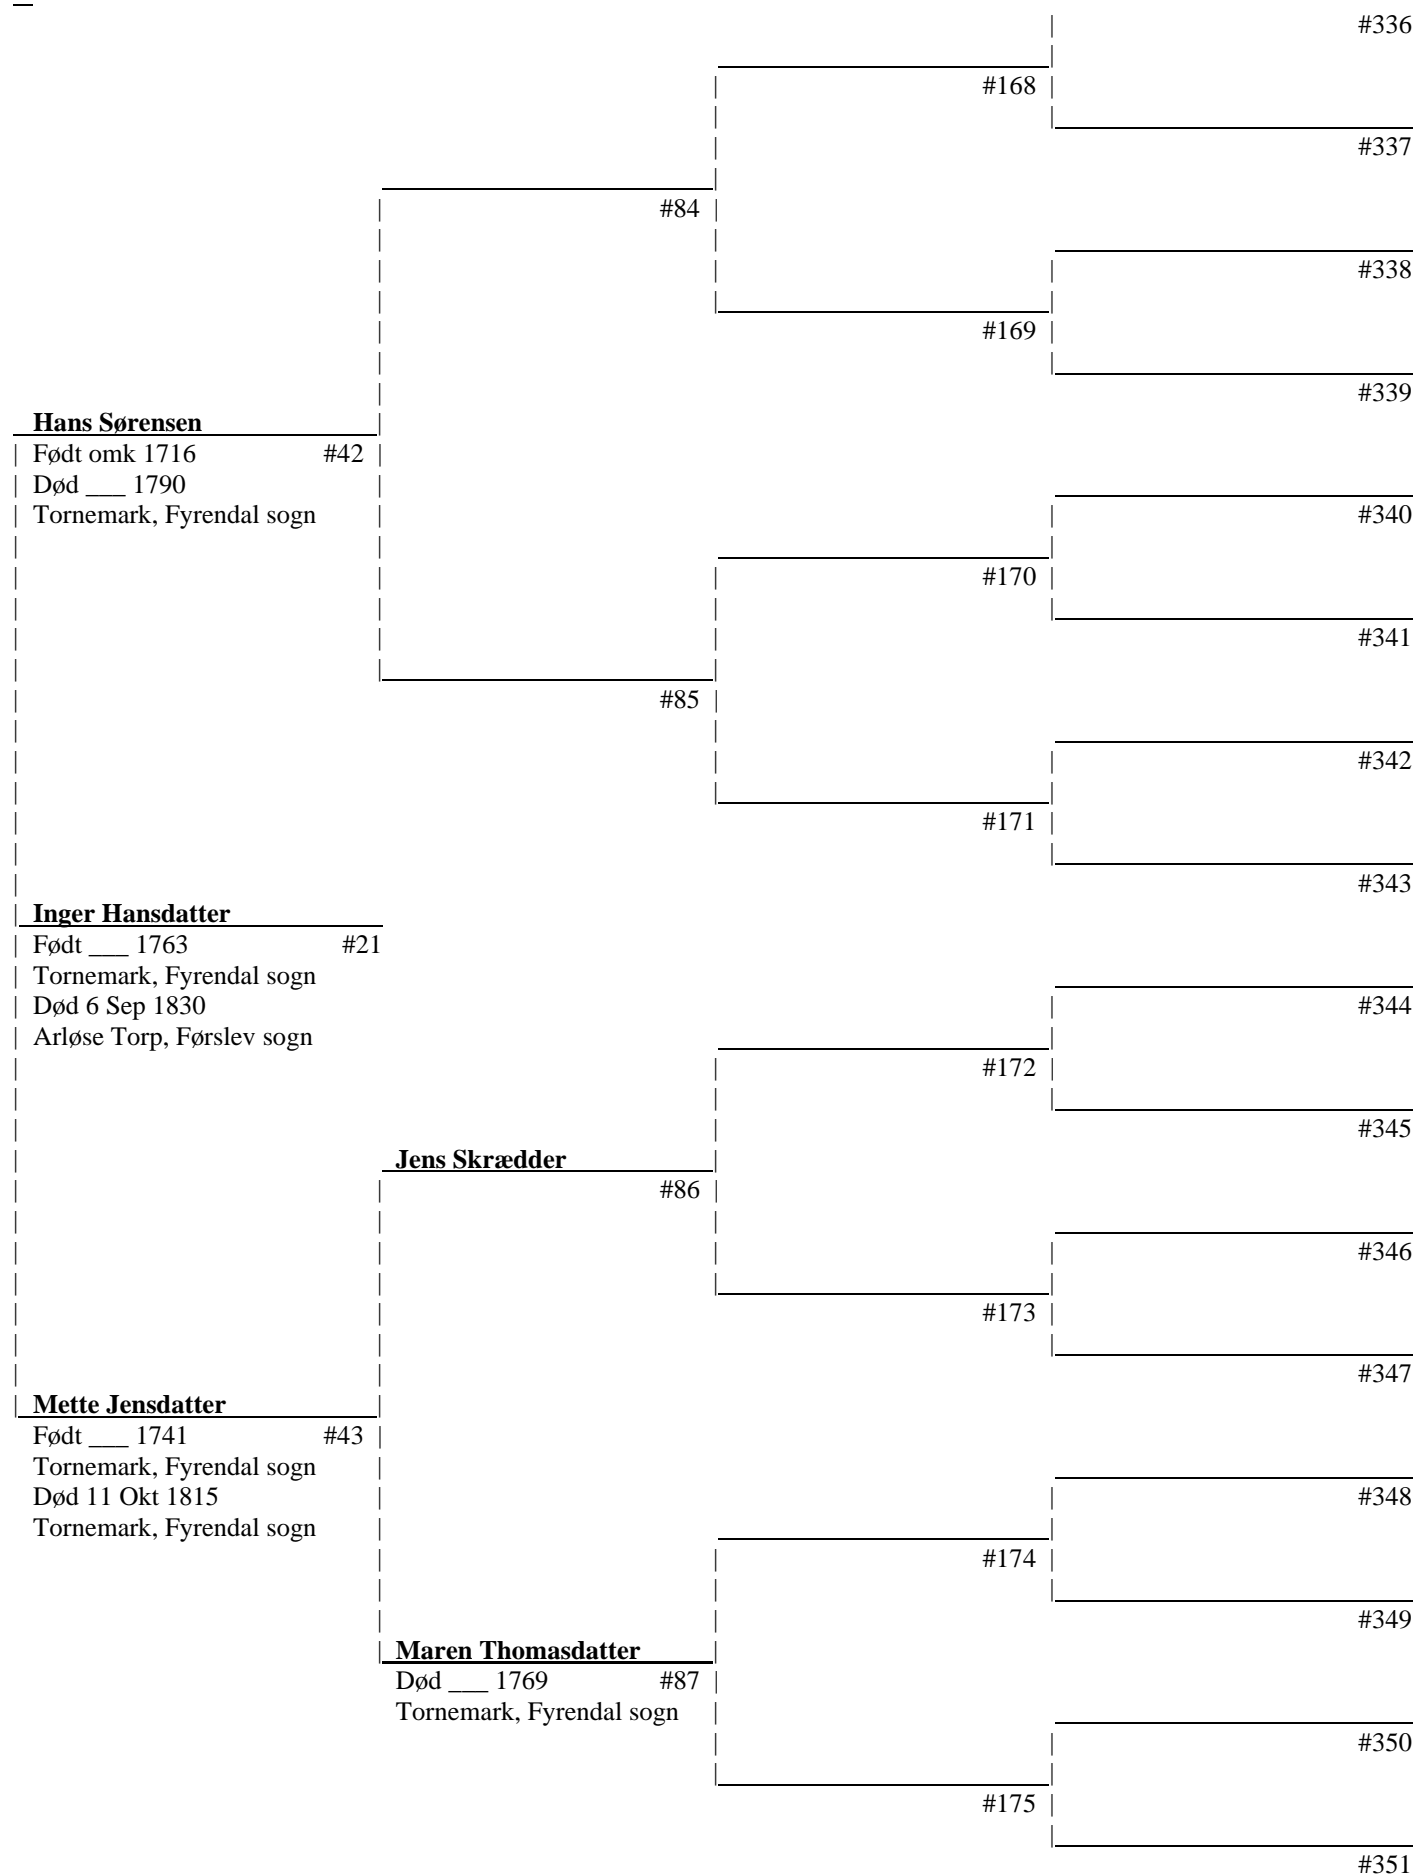 #336
#168
#337
#84
#338
#169
#339
Hans Sørensen
Født omk 1716 #42
Død ___ 1790
Tornemark, Fyrendal sogn
#340
#170
#341
#85
#342
#171
#343
Inger Hansdatter
Født ___ 1763 #21
Tornemark, Fyrendal sogn
Død 6 Sep 1830
Arløse Torp, Førslev sogn
#344
#172
#345
Jens Skrædder
#86
#346
#173
#347
Mette Jensdatter
Født ___ 1741 #43
Tornemark, Fyrendal sogn
Død 11 Okt 1815
Tornemark, Fyrendal sogn
#348
#174
#349
Maren Thomasdatter
Død ___ 1769 #87
Tornemark, Fyrendal sogn
#350
#175
#351